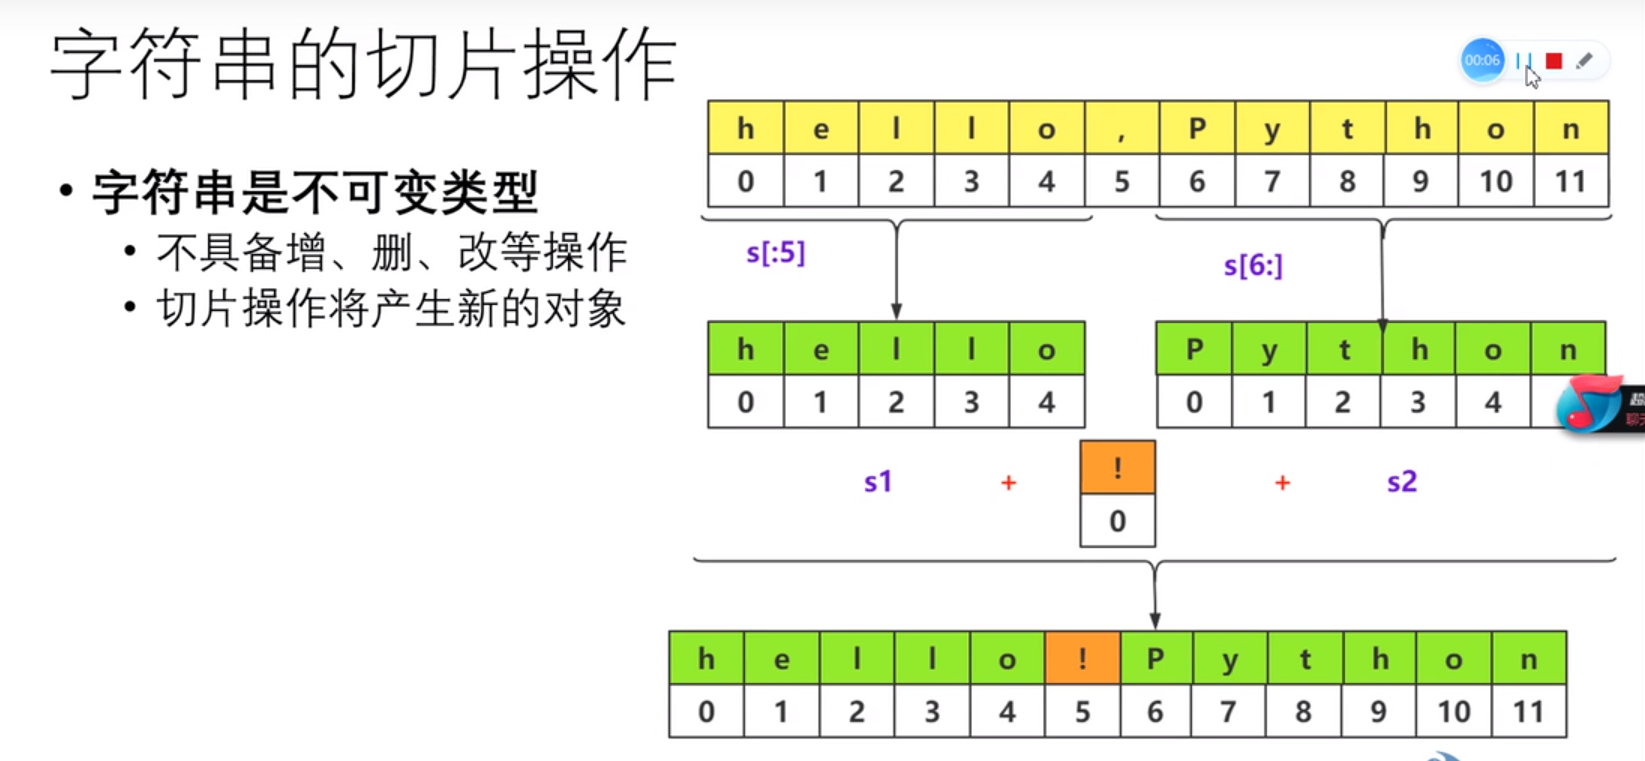 字符串的切片操作
00:06
• 字符串是不可变类型
• 不具备增、删、改等操作
• 切片操作将产生新的对象
h e l l o , P y t h o n
0 1 2 3 4 5 6 7 8 9 10 11
s[:5] s[6:]
h e l l o P y t h o n
0 1 2 3 4 0 1 2 3 4
s1 + ! + s2
0
h e l l o ! P y t h o n
0 1 2 3 4 5 6 7 8 9 10 11